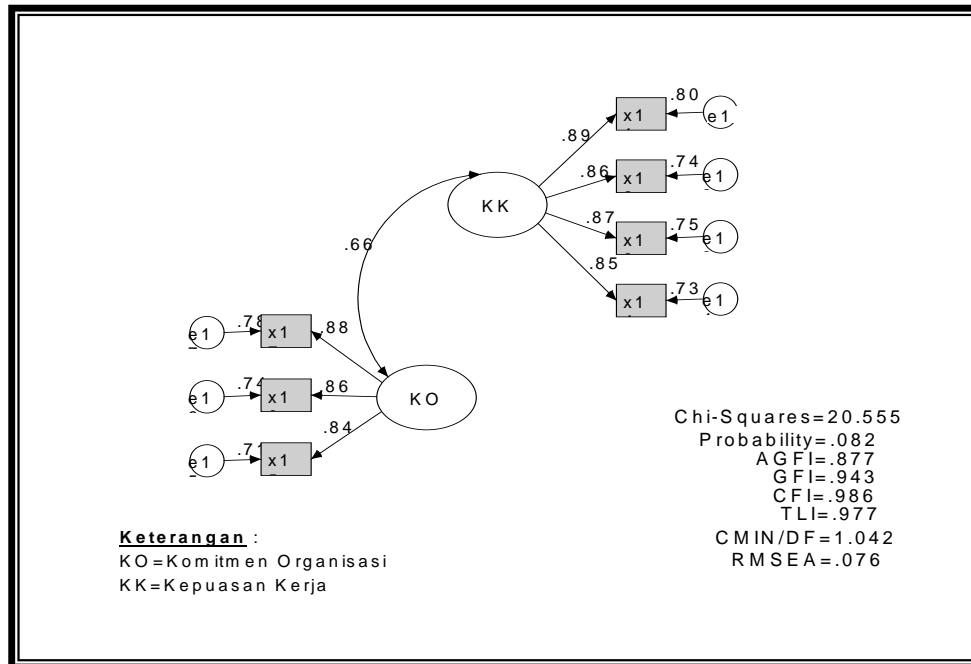 .80
x1
e1
.89
.86
.74
x1
e1
KK
.87
.75
x1
e1
.66
.85
.73
x1
e1
e1
.78
x1
.88
e1
.74
x1
.86
KO
.84
e1
.71
x1
Chi-Squares=20.555
Probability=.082
AGFI=.877
GFI=.943
CFI=.986
TLI=.977
CMIN/DF=1.042
RMSEA=.076
Keterangan :
KO=Komitmen Organisasi
KK=Kepuasan Kerja